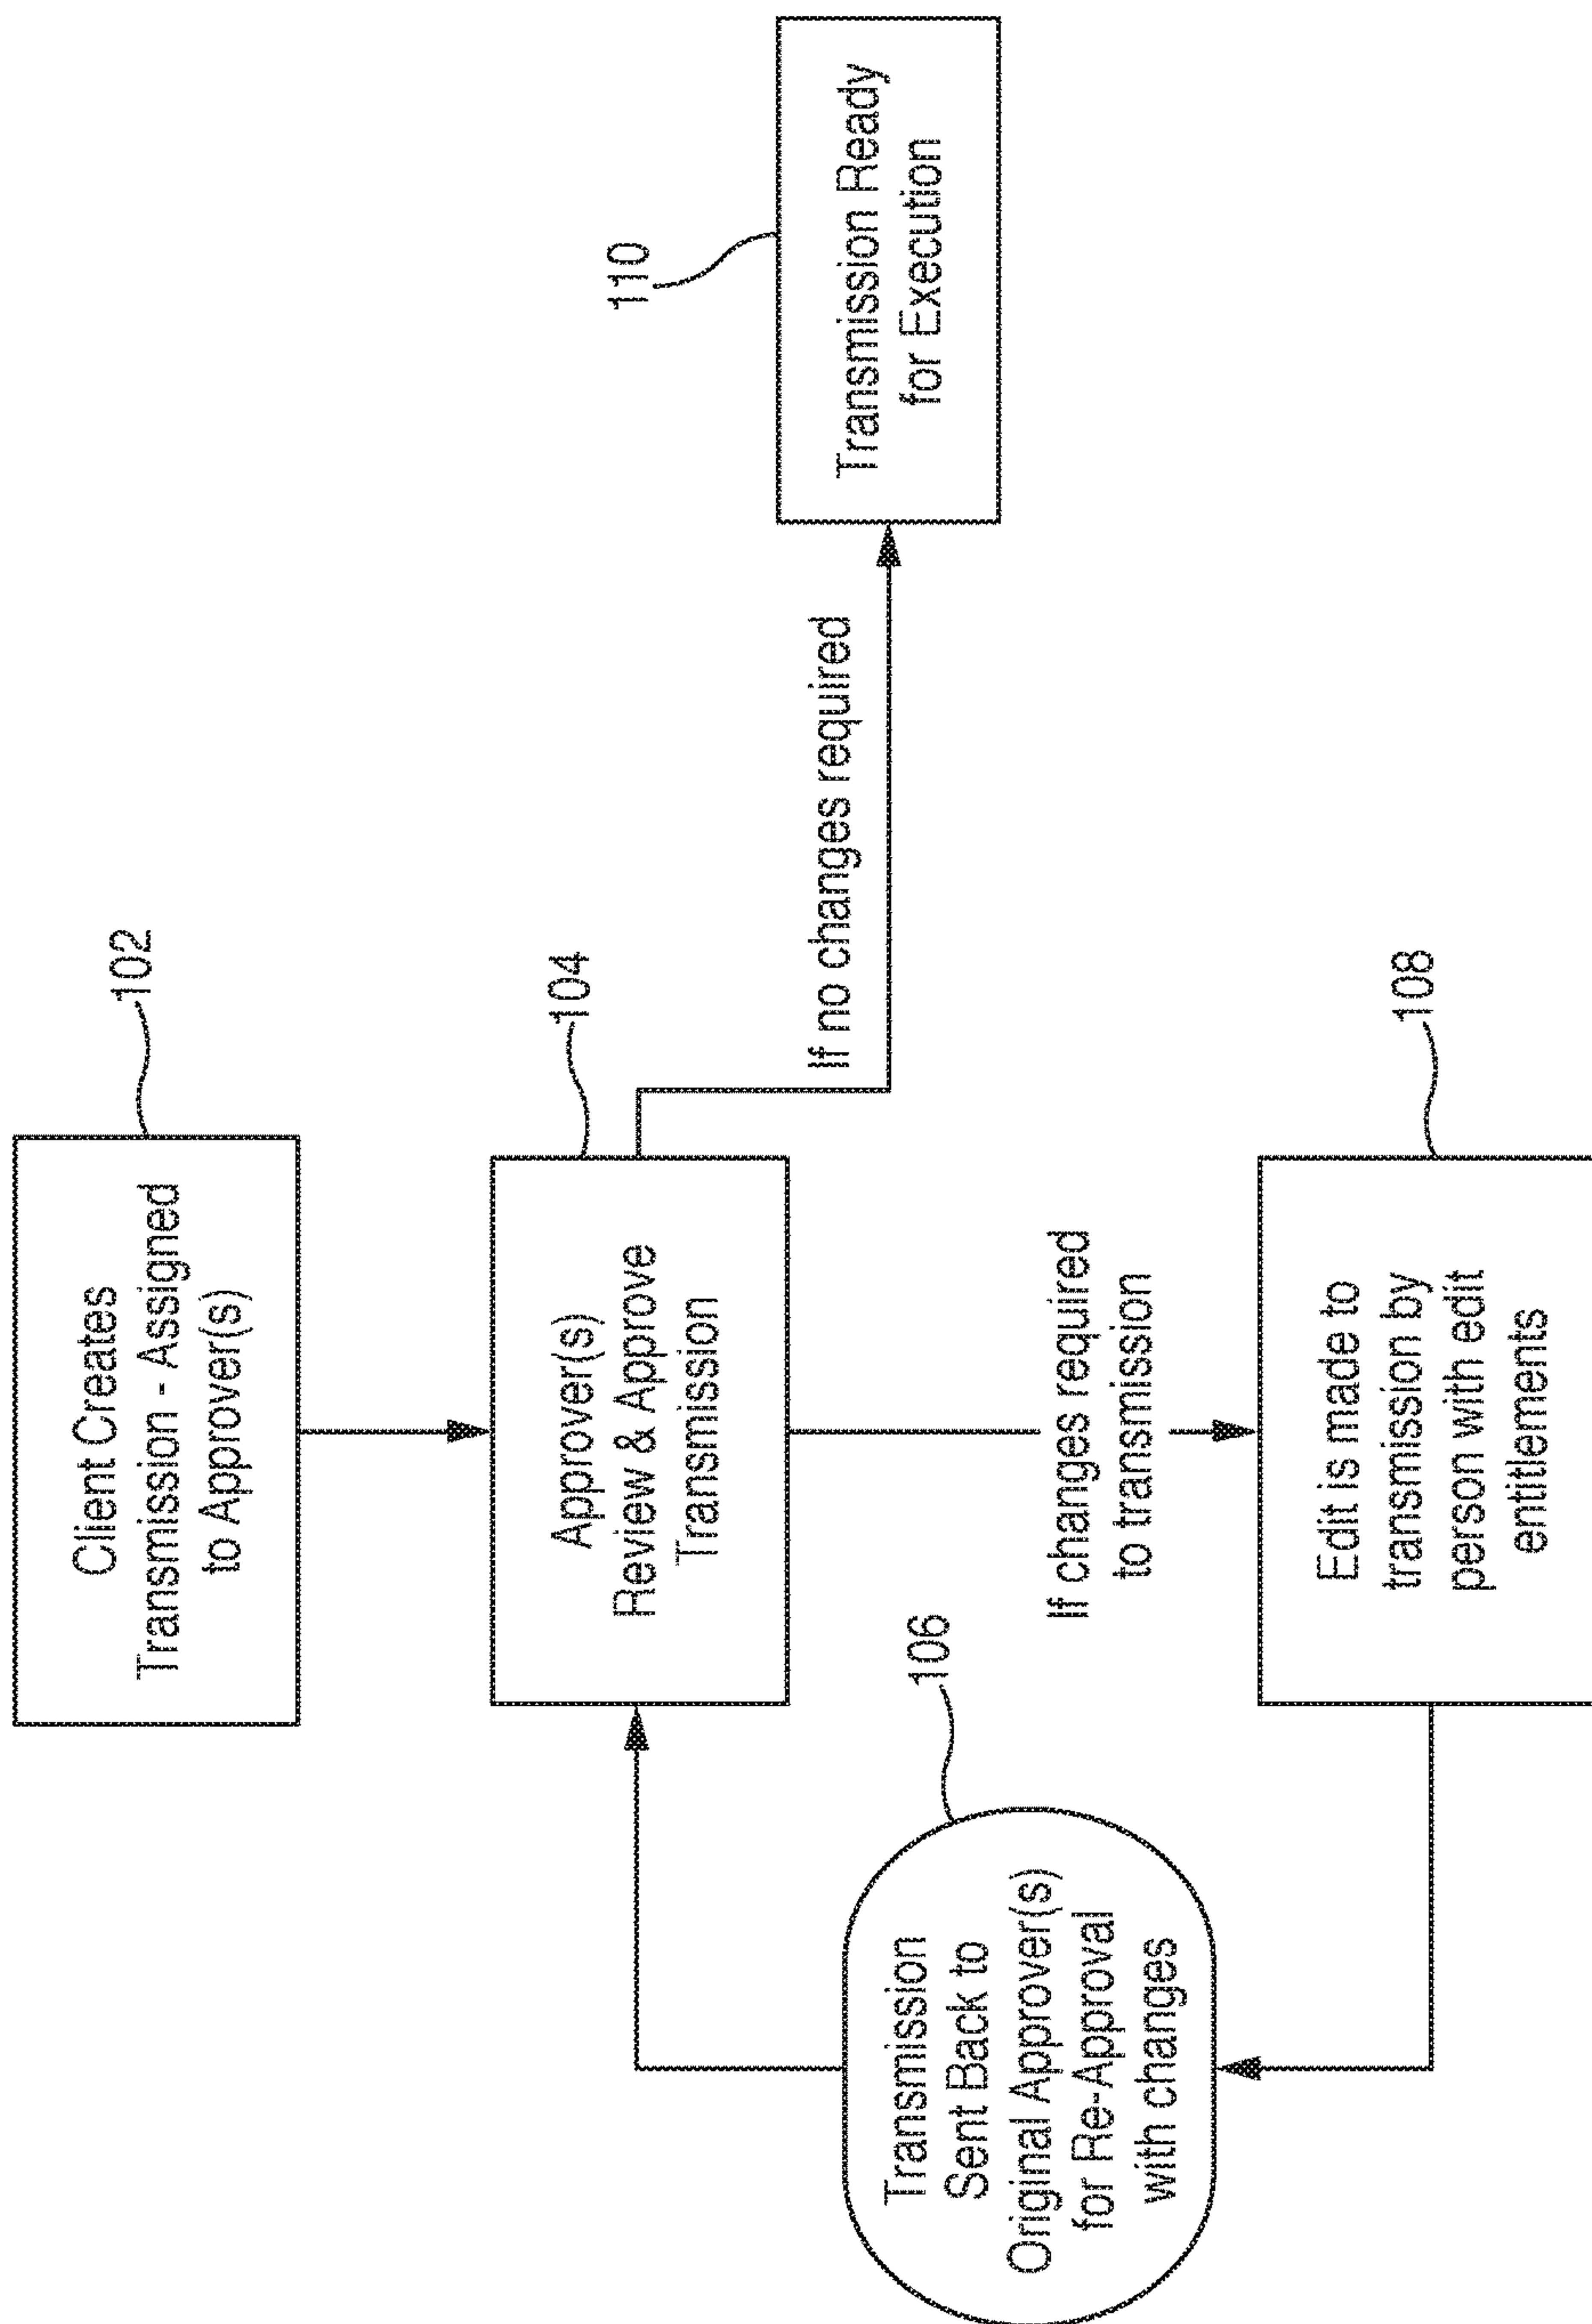 102
Client Creates
Transmission - Assigned
to Approver(s)
104
Approver(s)
Review & Approve
Transmission
If no changes required
110
Transmission Ready
for Execution
If changes required
to transmission
106
Transmission
Sent Back to
Original Approver(s)
for Re-Approval
with changes
108
Edit is made to
transmission by
person with edit
entitlements